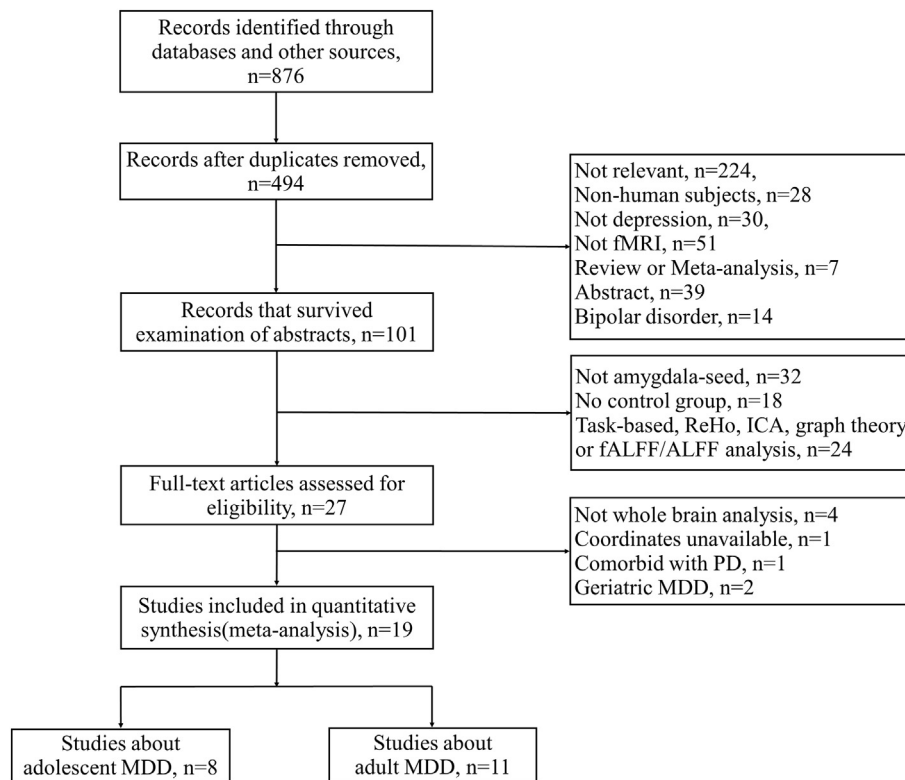 Records identified through
databases and other sources,
n=876
Records after duplicates removed,
n=494
Not relevant, n=224,
Non-human subjects, n=28
Not depression, n=30,
Not fMRI, n=51
Review or Meta-analysis, n=7
Abstract, n=39
Bipolar disorder, n=14
Records that survived
examination of abstracts, n=101
Not amygdala-seed, n=32
No control group, n=18
Task-based, ReHo, ICA, graph theory
or fALFF/ALFF analysis, n=24
Full-text articles assessed for
eligibility, n=27
Not whole brain analysis, n=4
Coordinates unavailable, n=1
Comorbid with PD, n=1
Geriatric MDD, n=2
Studies included in quantitative
synthesis(meta-analysis), n=19
Studies about
adolescent MDD, n=8
Studies about
adult MDD, n=11